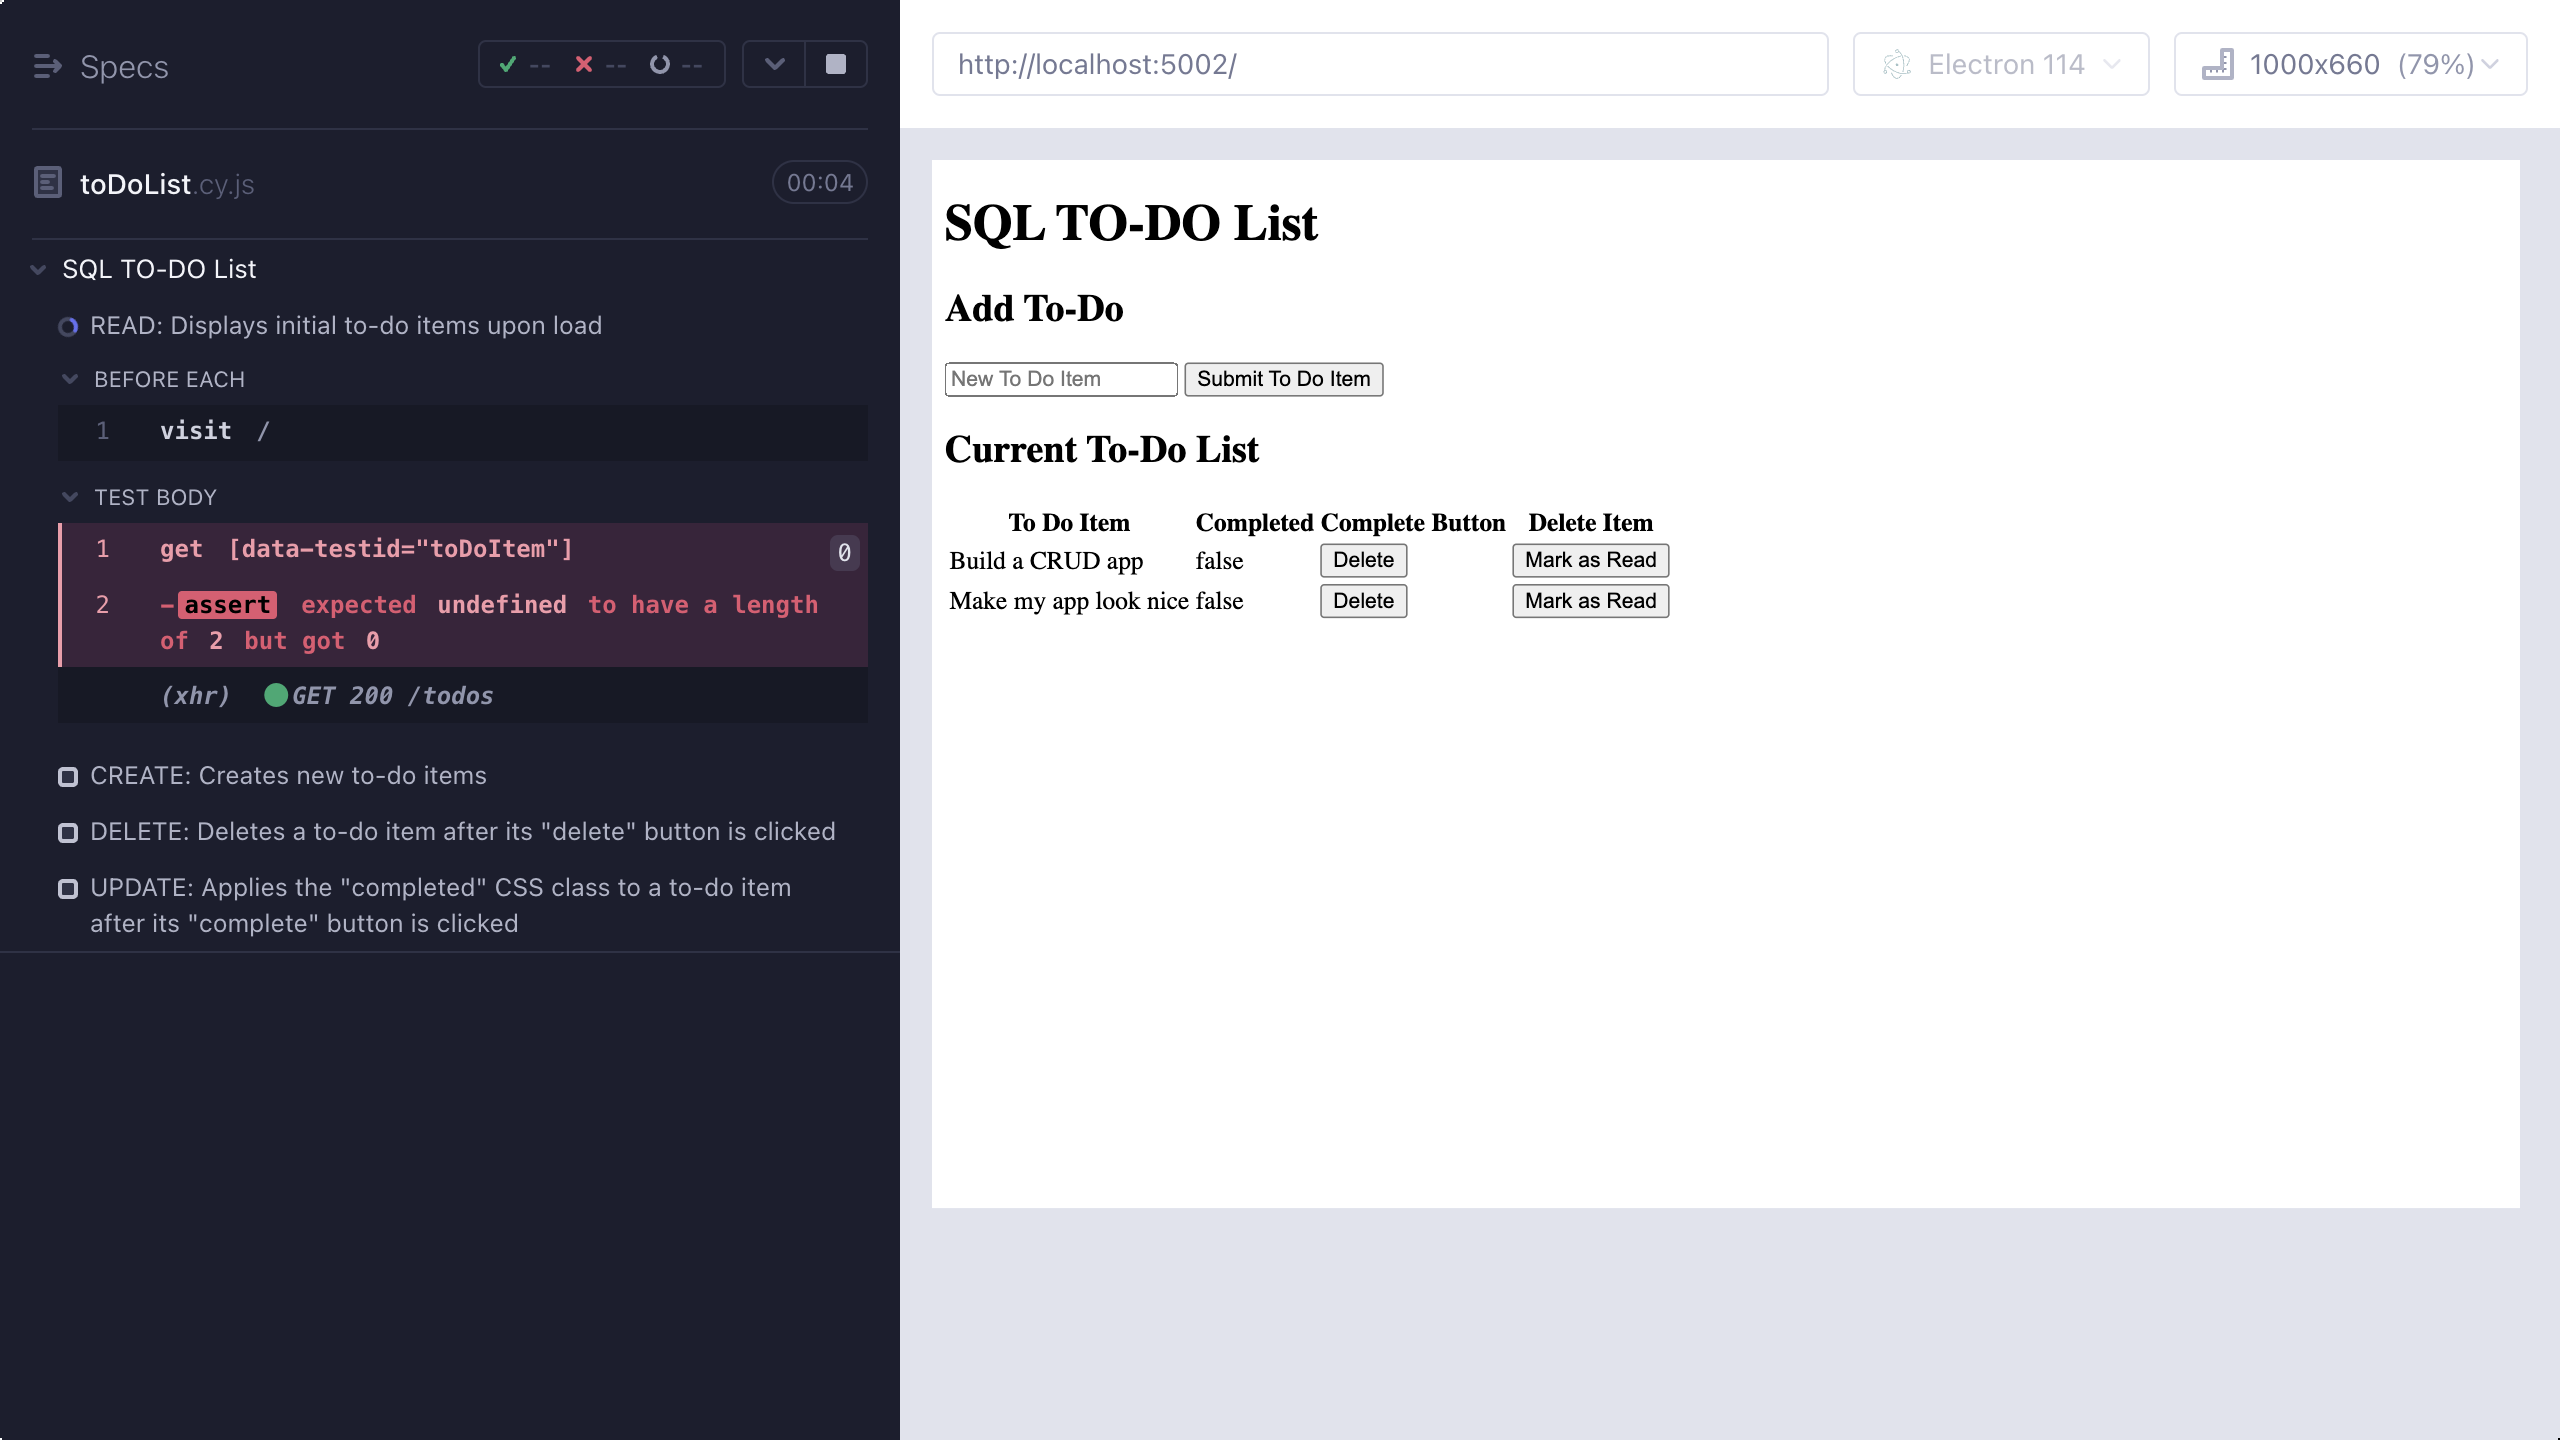 Specs
-- -- --
toDoList.cy.js
00:04
SQL TO-DO List
READ: Displays initial to-do items upon load
BEFORE EACH
1 visit /
TEST BODY
1 get [data-testid="toDoItem"] 0
2 -assert expected undefined to have a length
of 2 but got 0
(xhr) GET 200 /todos
CREATE: Creates new to-do items
DELETE: Deletes a to-do item after its "delete" button is clicked
UPDATE: Applies the "completed" CSS class to a to-do item
after its "complete" button is clicked
http://localhost:5002/
Electron 114
1000x660 (79%)
SQL TO-DO List
Add To-Do
New To Do Item Submit To Do Item
Current To-Do List
To Do Item Completed Complete Button Delete Item
Build a CRUD app false Delete Mark as Read
Make my app look nice false Delete Mark as Read